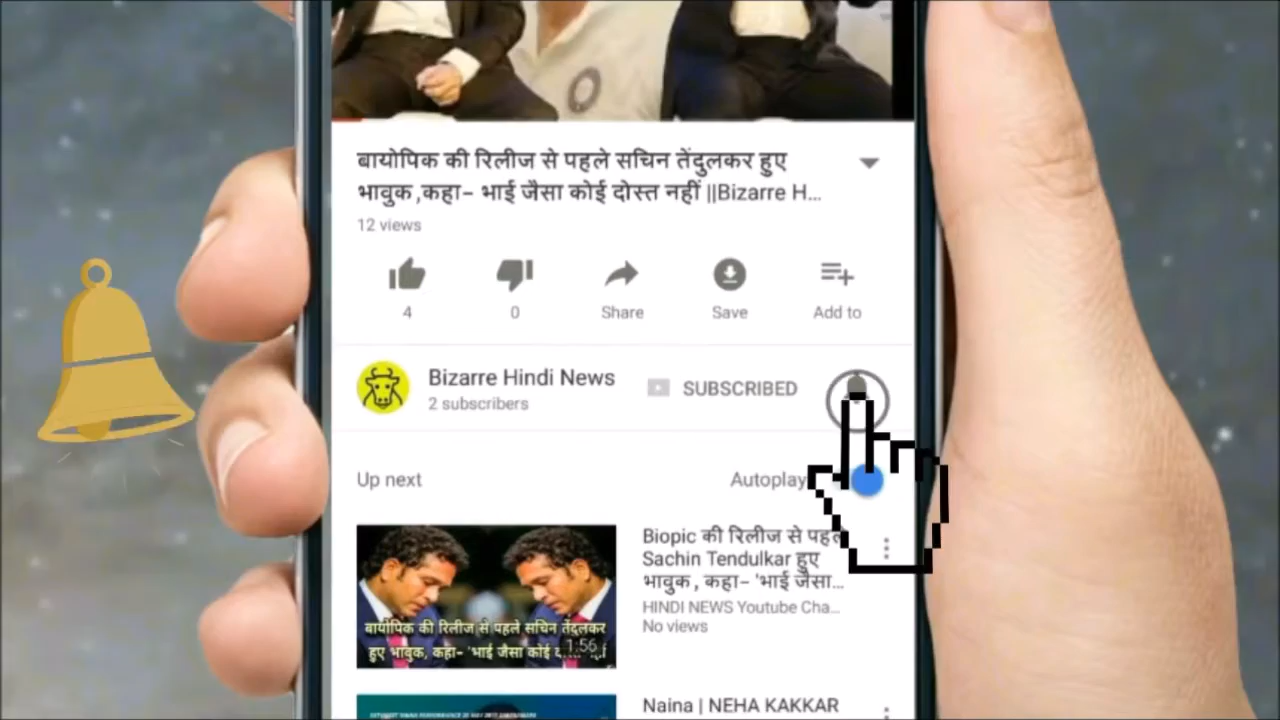 बायोपिक की रिलीज से पहले सचिन तेंदुलकर हुए
भावुक,कहा- भाई जैसा कोई दोस्त नहीं ||Bizarre H...
12 views
4
0
Share
Save
Add to
Bizarre Hindi News
SUBSCRIBED
2 subscribers
Up next
Autoplay
Biopic की रिलीज से पहले
Sachin Tendulkar हुए
भावुक, कहा- 'भाई जैसा...
HINDI NEWS Youtube Cha...
No views
बायोपिक की रिलीज से पहले सचिन तेंदुलकर
हुए भावुक, कहा- 'भाई जैसा कोई
1:56
Naina | NEHA KAKKAR